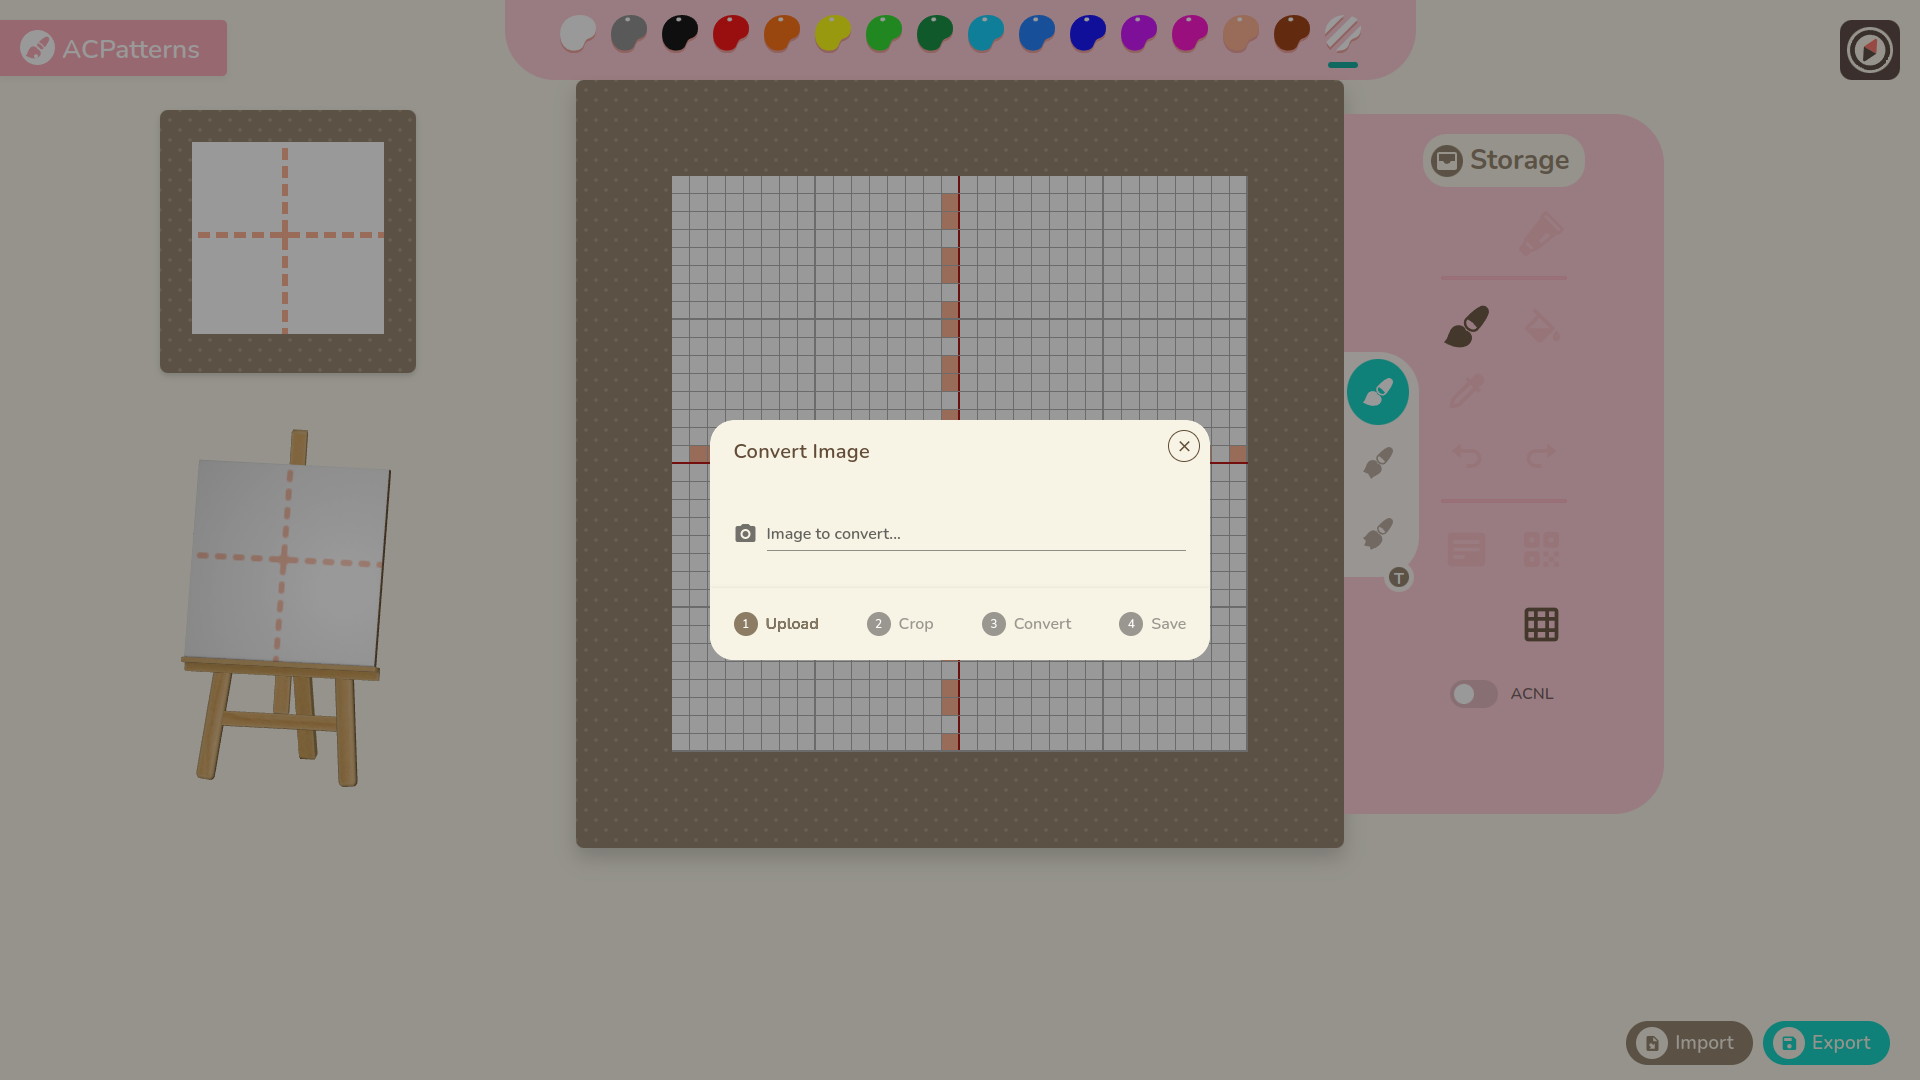 ACPatterns
Storage
Convert Image
Image to convert...
1 Upload
2 Crop
3 Convert
4 Save
T
ACNL
Import
Export